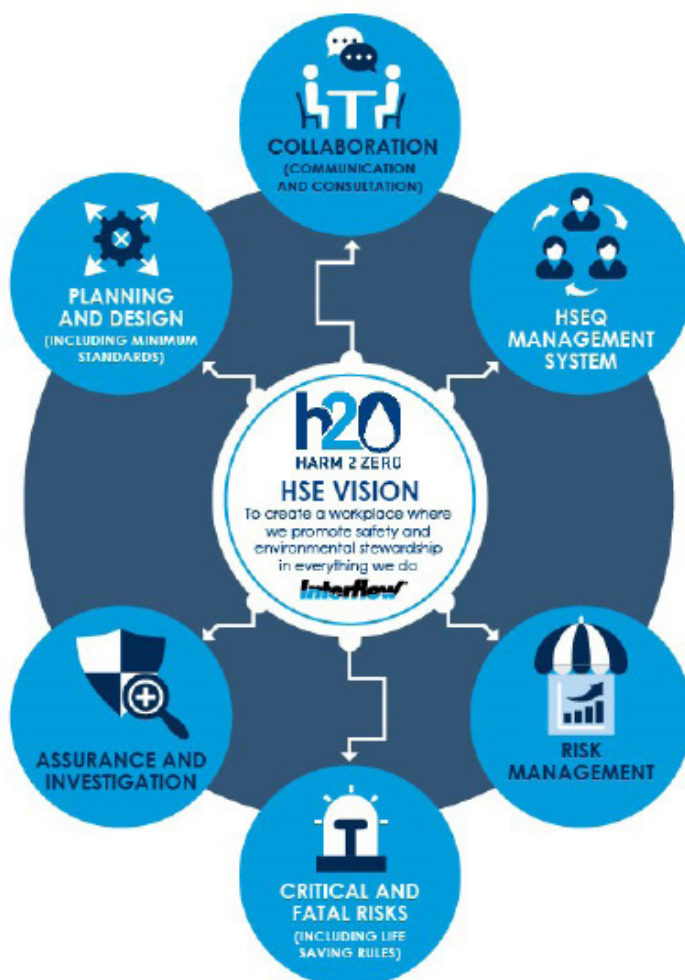 COLLABORATION
(COMMUNICATION
AND CONSULTATION)
PLANNING
AND DESIGN
(INCLUDING MINIMUM
STANDARDS)
HSEQ
MANAGEMENT
SYSTEM
h20
HARM 2 ZERO
HSE VISION
To create a workplace where
we promote safety and
environmental stewardship
in everything we do
Interflow
ASSURANCE AND
INVESTIGATION
RISK
MANAGEMENT
CRITICAL AND
FATAL RISKS
(INCLUDING LIFE
SAVING RULES)